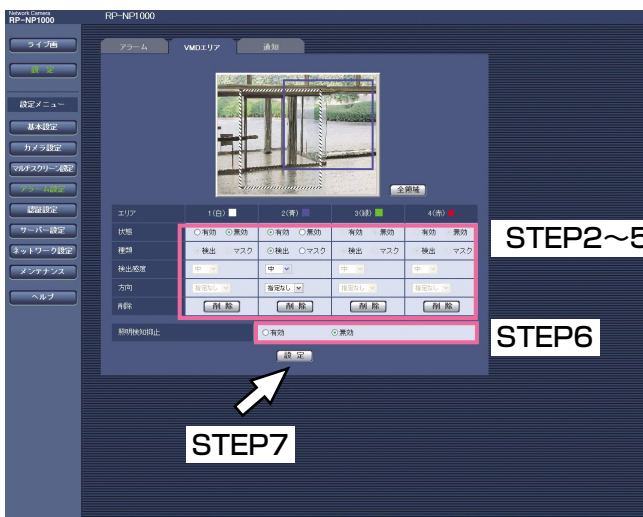 Network Camera
RP-NP1000
RP-NP1000
ライブ画
設 定
設定メニュー
基本設定
カメラ設定
マルチスクリーン設定
アラーム設定
認証設定
サーバー設定
ネットワーク設定
メンテナンス
ヘルプ
アラーム VMDエリア 通知
全領域
エリア 1(白) 2(青) 3(緑) 4(赤)
状態 有効 無効 有効 無効 有効 無効 有効 無効
種類 検出 マスク 検出 マスク 検出 マスク 検出 マスク
検出感度 中 中 中 中
方向 指定なし 指定なし 指定なし 指定なし
削除 削 除 削 除 削 除 削 除
照明検知抑止 有効 無効
設 定
STEP2～5
STEP6
STEP7